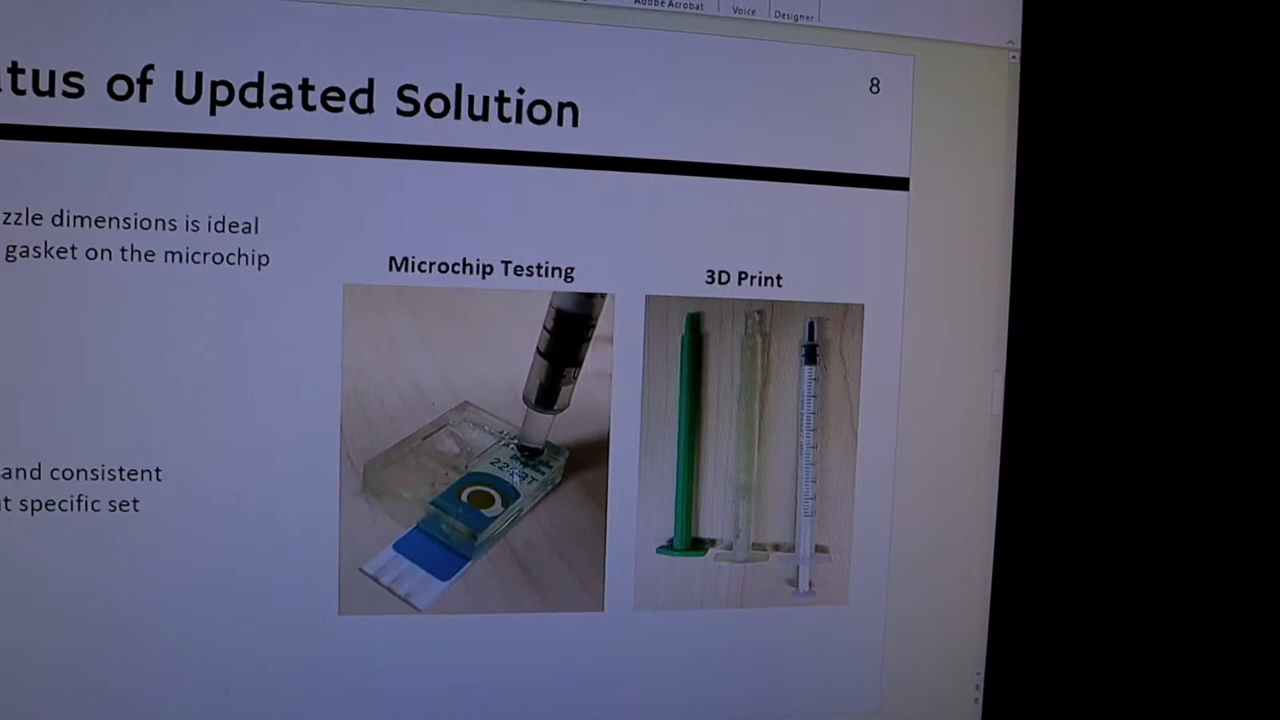 Adobe Acrobat
Voice
Designer
tus of Updated Solution
8
zzle dimensions is ideal
gasket on the microchip
Microchip Testing
3D Print
and consistent
t specific set